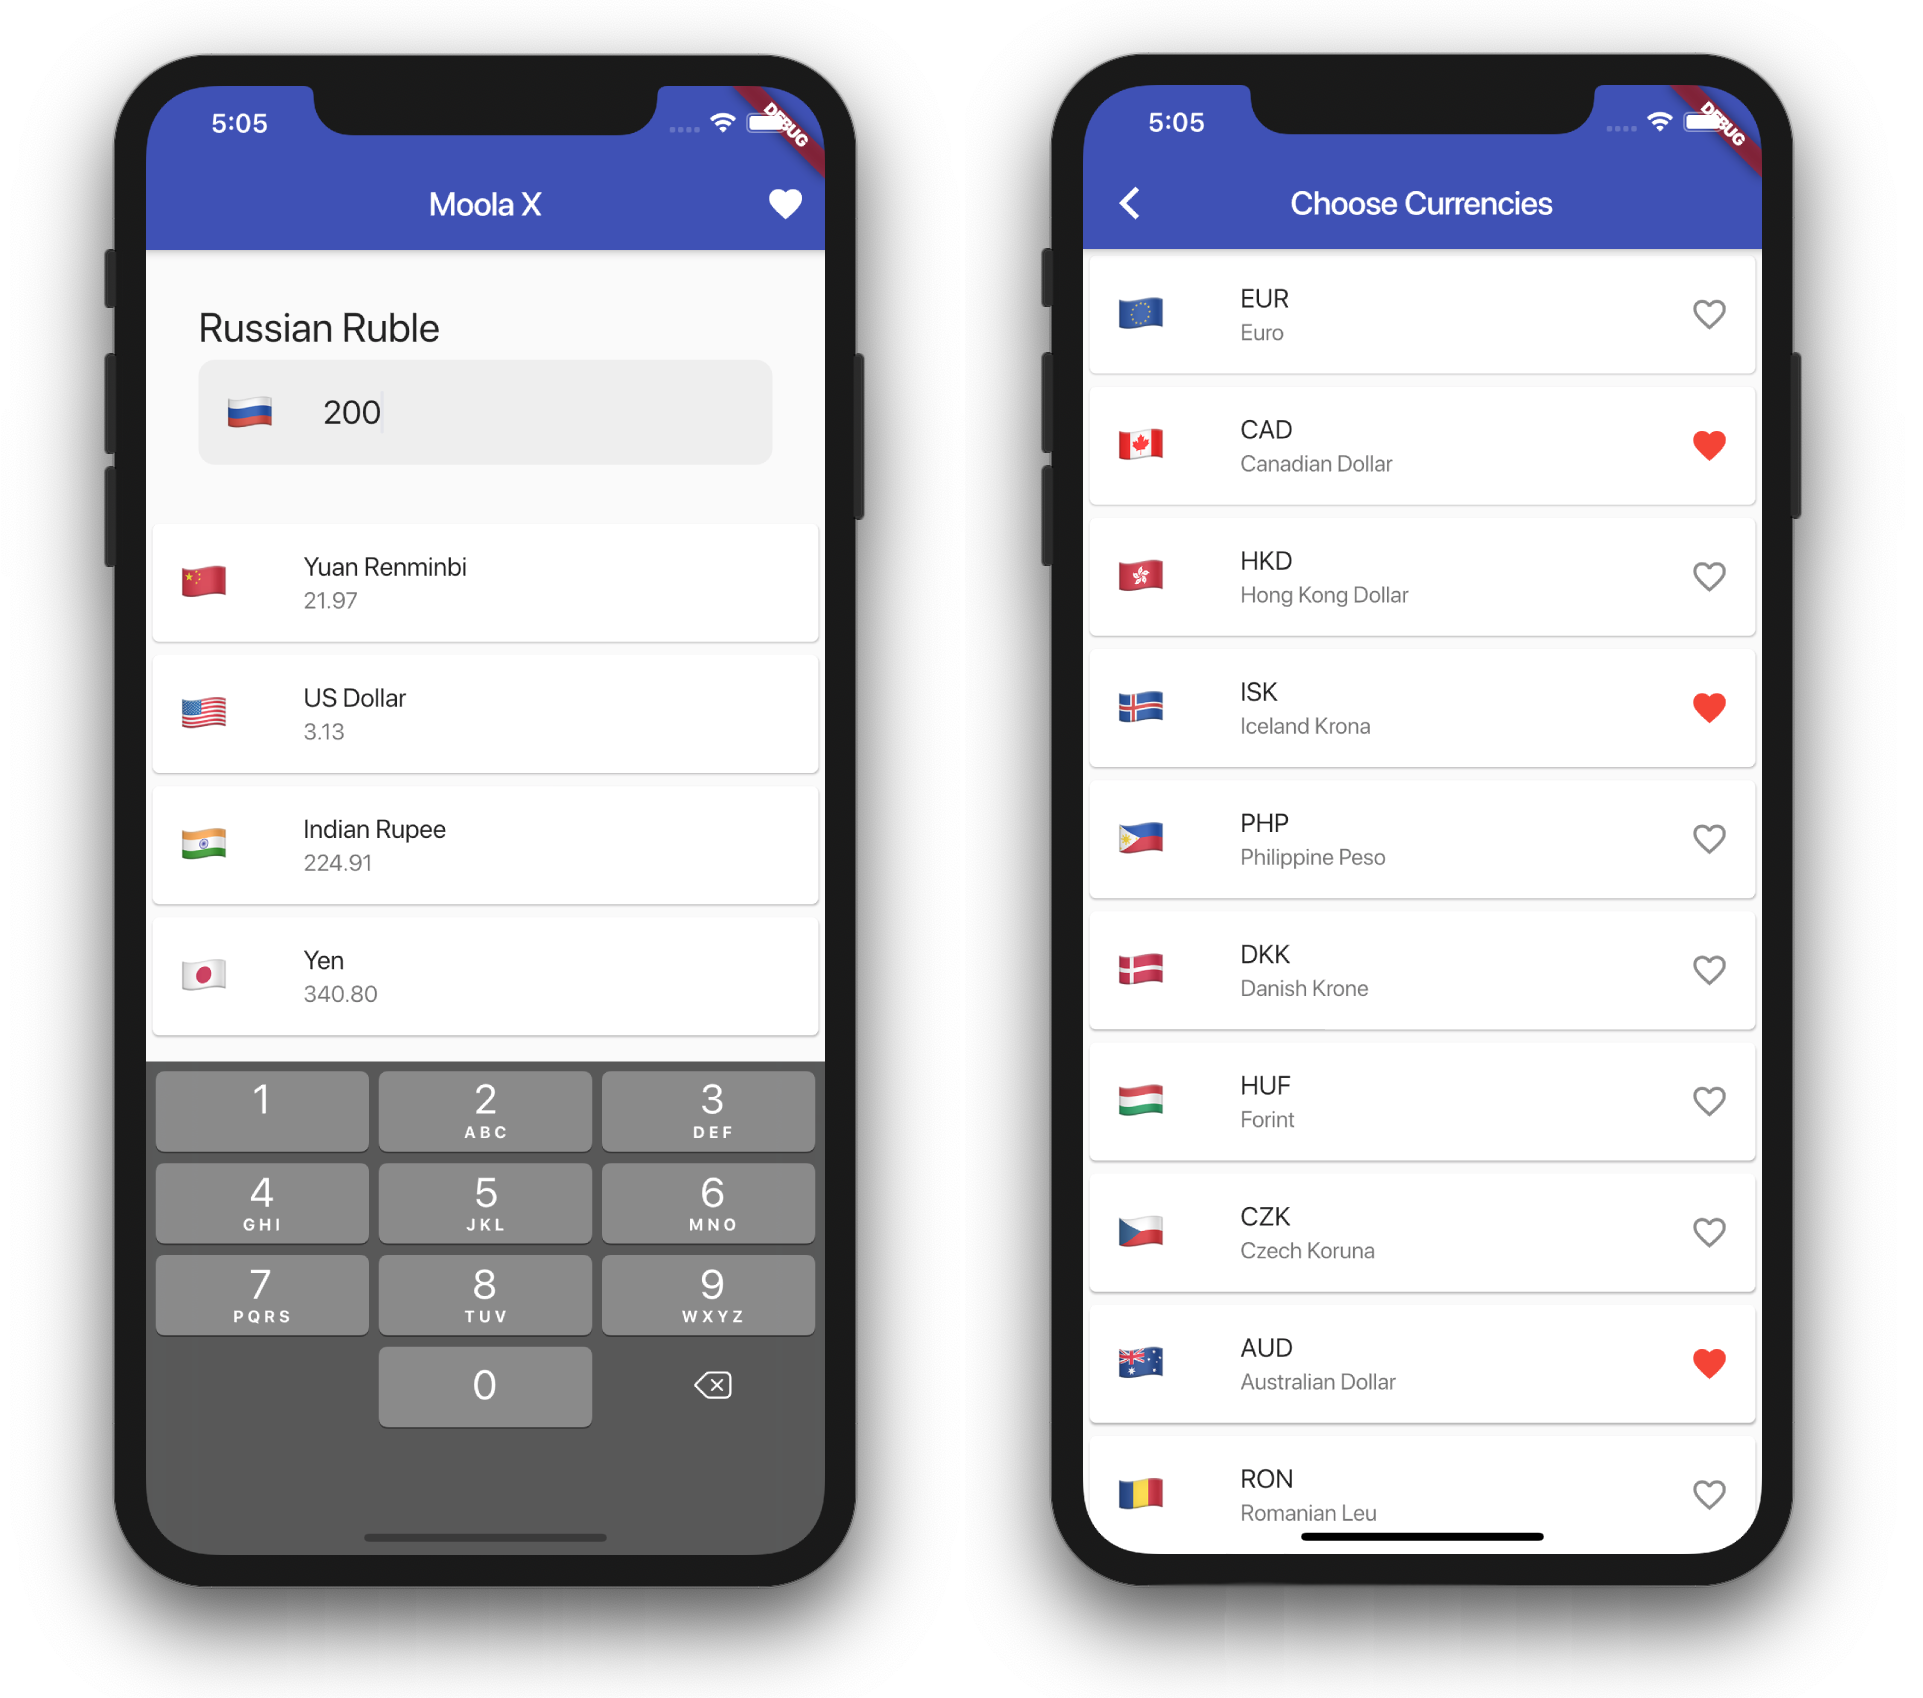 5:05
DEBUG
Moola X
Russian Ruble
200
Yuan Renminbi
21.97
US Dollar
3.13
Indian Rupee
224.91
Yen
340.80
1
2
ABC
3
DEF
4
GHI
5
JKL
6
MNO
7
PQRS
8
TUV
9
WXYZ
0
5:05
DEBUG
Choose Currencies
EUR
Euro
CAD
Canadian Dollar
HKD
Hong Kong Dollar
ISK
Iceland Krona
PHP
Philippine Peso
DKK
Danish Krone
HUF
Forint
CZK
Czech Koruna
AUD
Australian Dollar
RON
Romanian Leu